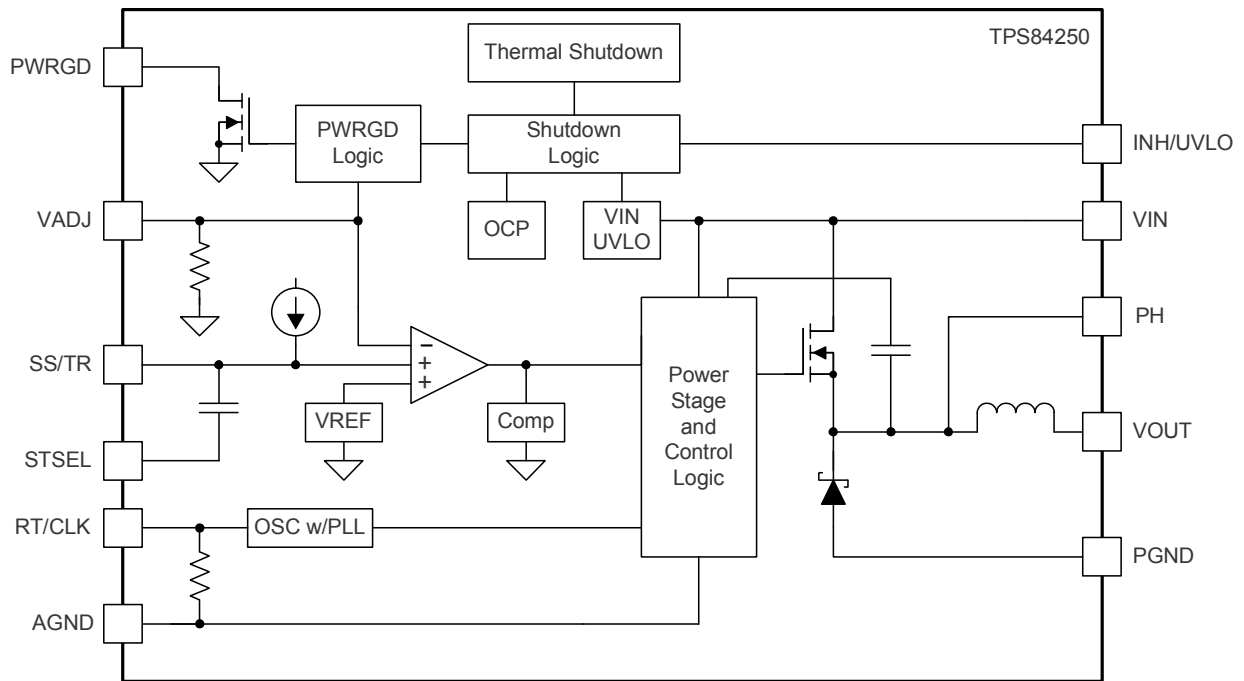 TPS84250
PWRGD
Thermal Shutdown
PWRGD
Logic
Shutdown
Logic
INH/UVLO
VADJ
OCP
VIN
UVLO
VIN
PH
SS/TR
−
+
+
VREF
Comp
Power
Stage
and
Control
Logic
VOUT
STSEL
RT/CLK
OSC w/PLL
PGND
AGND